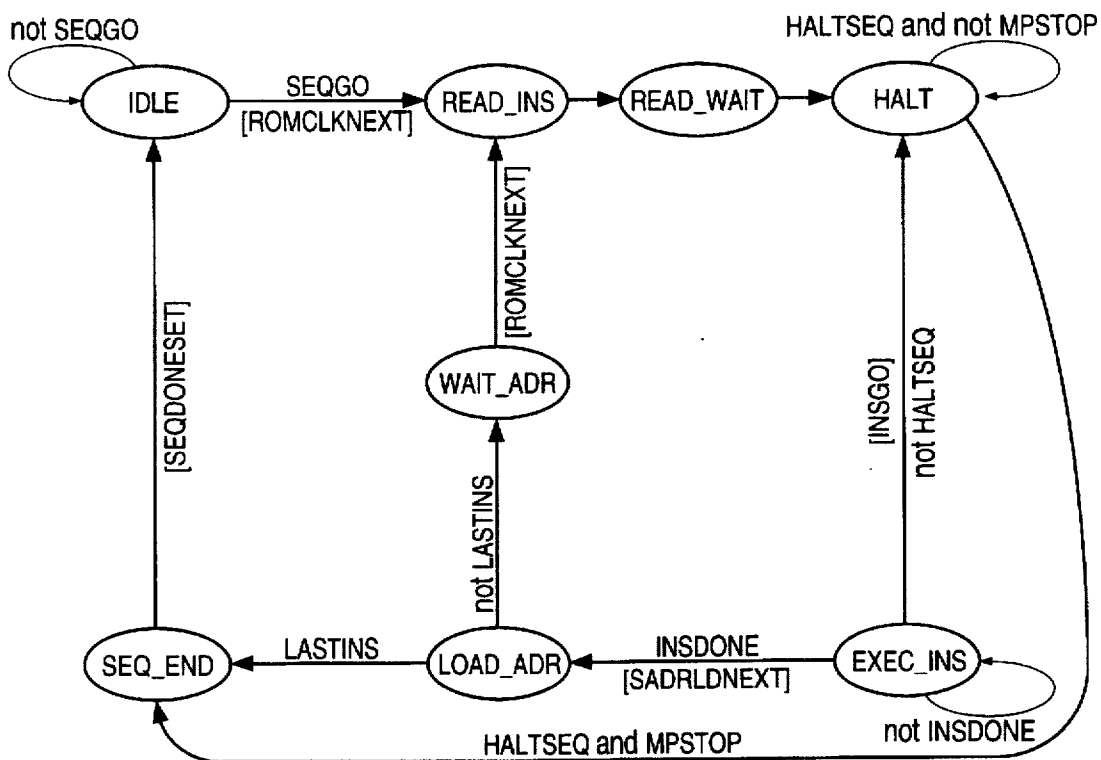 not SEQGO
HALTSEQ and not MPSTOP
IDLE
SEQGO
[ROMCLKNEXT]
READ_INS
READ_WAIT
HALT
[SEQDONESET]
[ROMCLKNEXT]
WAIT_ADR
[INSGO]
not HALTSEQ
not LASTINS
SEQ_END
LASTINS
LOAD_ADR
INSDONE
[SADRLDNEXT]
EXEC_INS
not INSDONE
HALTSEQ and MPSTOP